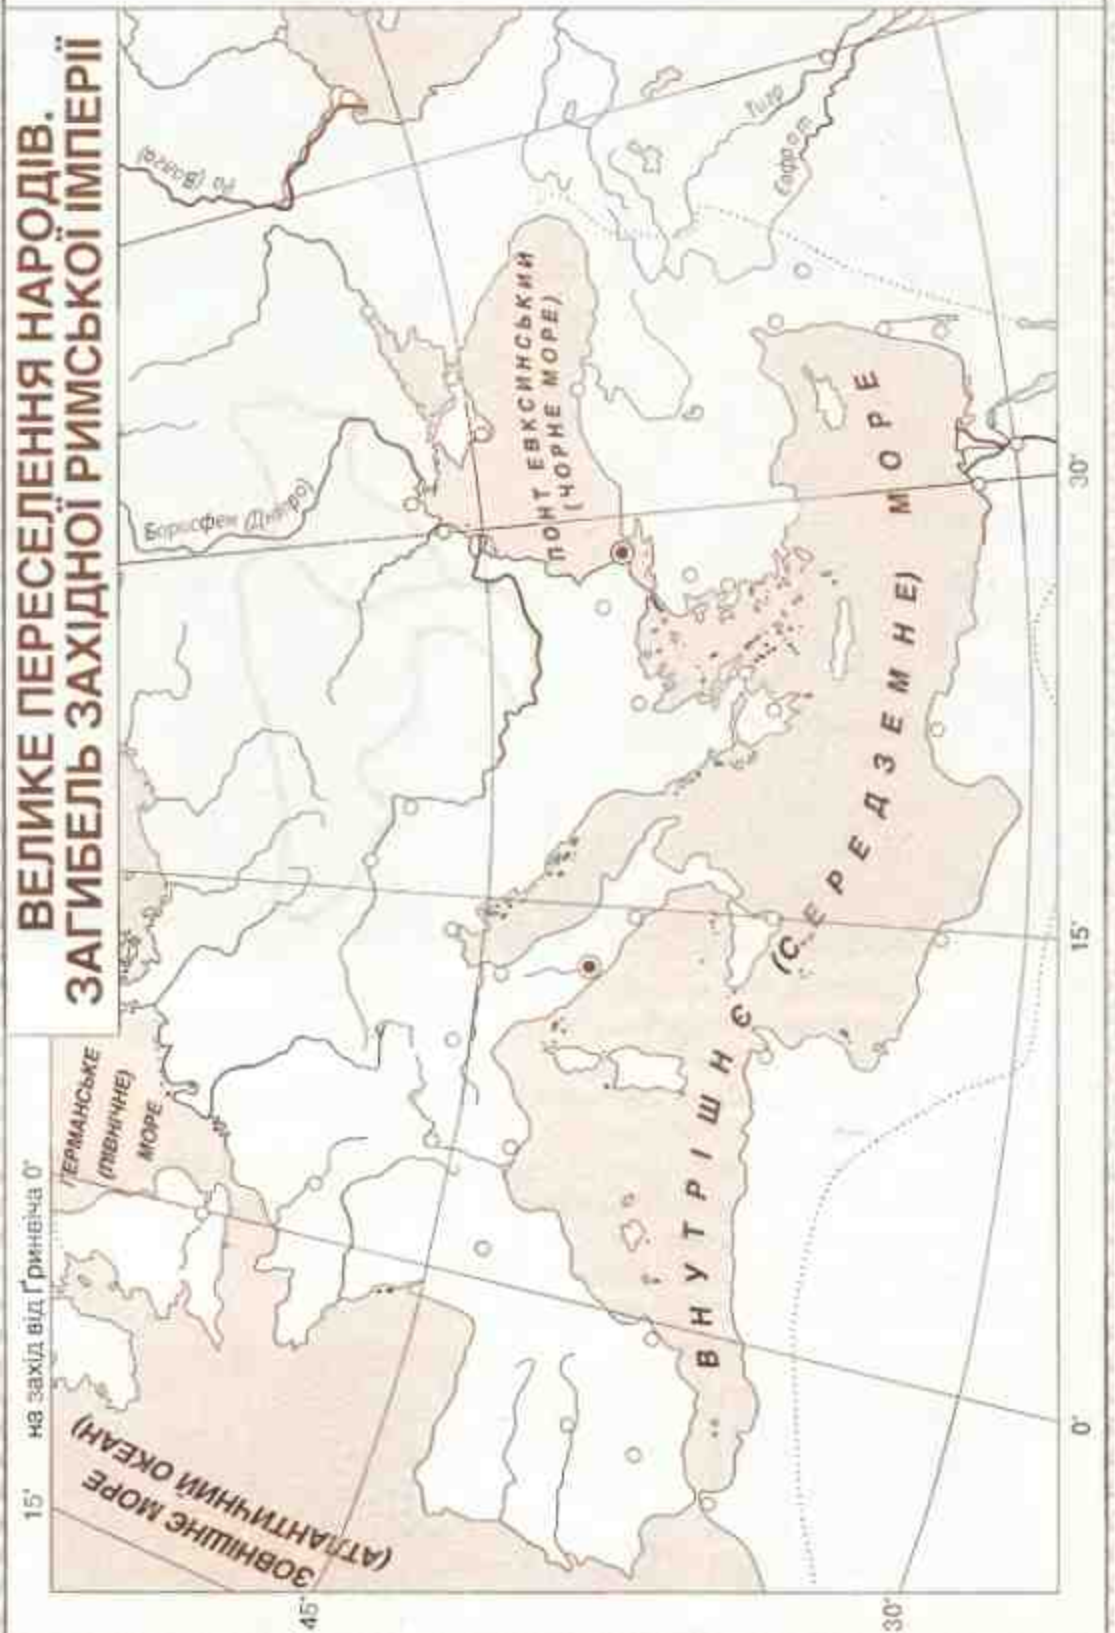 ВЕЛИКЕ ПЕРЕСЕЛЕННЯ НАРОДІВ.
ЗАГИБЕЛЬ ЗАХІДНОЇ РИМСЬКОЇ ІМПЕРІЇ
15°
на захід від Ґринвіча 0°
ГЕРМАНСЬКЕ
(ПІВНІЧНЕ)
МОРЕ
ЗОВНІШНЄ МОРЕ
(АТЛАНТИЧНИЙ ОКЕАН)
Ра (Волга)
Борисфен (Дніпро)
ПОНТ ЕВКСИНСЬКИЙ
(ЧОРНЕ МОРЕ)
Тигр
Євфрат
ВНУТРІШНЄ (СЕРЕДЗЕМНЕ) МОРЕ
45°
30°
0°
15°
30°